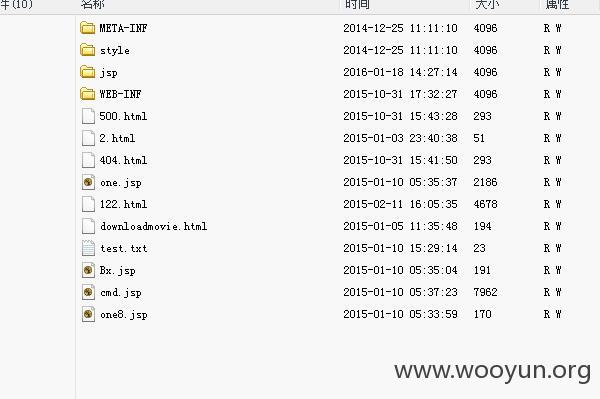 件(10) 名称 时间 大小 属性
META-INF 2014-12-25 11:11:10 4096 R W
style 2014-12-25 11:11:10 4096 R W
jsp 2016-01-18 14:27:14 4096 R W
WEB-INF 2015-10-31 17:32:27 4096 R W
500.html 2015-10-31 15:43:28 293 R W
2.html 2015-01-03 23:40:38 51 R W
404.html 2015-10-31 15:41:50 293 R W
one.jsp 2015-01-10 05:35:37 2186 R W
122.html 2015-02-11 16:05:35 4678 R W
downloadmovie.html 2015-01-05 11:35:48 194 R W
test.txt 2015-01-10 15:29:14 23 R W
Bx.jsp 2015-01-10 05:35:04 191 R W
cmd.jsp 2015-01-10 05:37:23 7962 R W
one8.jsp 2015-01-10 05:33:59 170 R W
www.wooyun.org